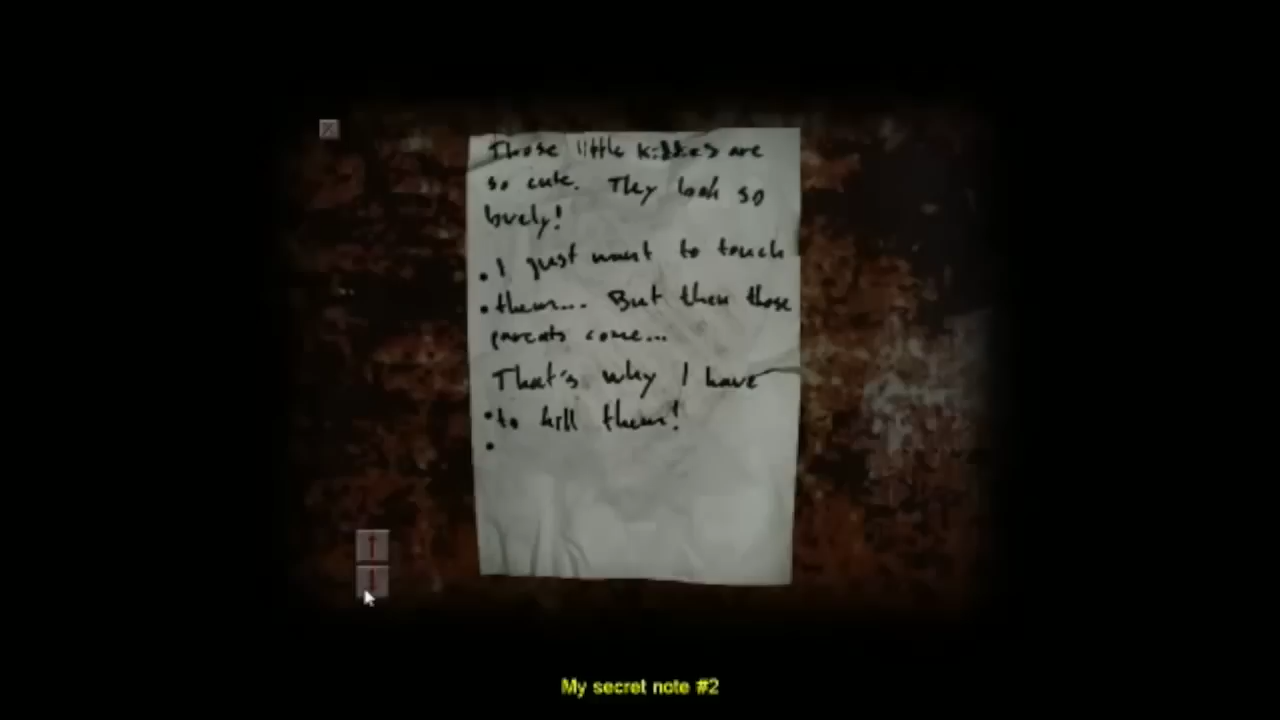 Those little kiddies are
so cute. They look so
lovely!
I just want to touch
them... But then those
parents come...
That's why I have
to kill them!
My secret note #2